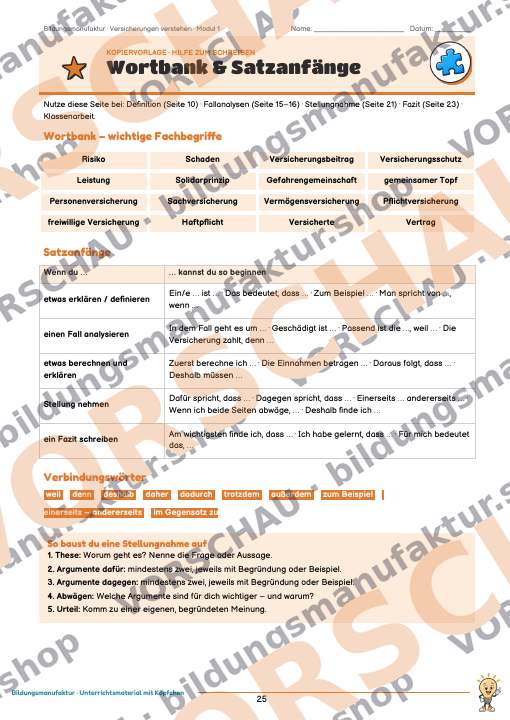 Bildungsmanufaktur · Versicherungen verstehen · Modul 1 Name: Datum:
KOPIERVORLAGE · HILFE ZUM SCHREIBEN
Wortbank & Satzanfänge
Nutze diese Seite bei: Definition (Seite 10) · Fallanalysen (Seite 15–16) · Stellungnahme (Seite 21) · Fazit (Seite 23) ·
Klassenarbeit.
Wortbank – wichtige Fachbegriffe
Risiko Schaden Versicherungsbeitrag Versicherungsschutz
Leistung Solidarprinzip Gefahrengemeinschaft gemeinsamer Topf
Personenversicherung Sachversicherung Vermögensversicherung Pflichtversicherung
freiwillige Versicherung Haftpflicht Versicherte Vertrag
Satzanfänge
Wenn du … … kannst du so beginnen
etwas erklären / definieren
Ein/e … ist … · Das bedeutet, dass … · Zum Beispiel … · Man spricht von …,
wenn …
einen Fall analysieren
In dem Fall geht es um … · Geschädigt ist … · Passend ist die …, weil … · Die
Versicherung zahlt, denn …
etwas berechnen und
erklären
Zuerst berechne ich … · Die Einnahmen betragen … · Daraus folgt, dass … ·
Deshalb müssen …
Stellung nehmen
Dafür spricht, dass … · Dagegen spricht, dass … · Einerseits … andererseits … ·
Wenn ich beide Seiten abwäge, … · Deshalb finde ich …
ein Fazit schreiben
Am wichtigsten finde ich, dass … · Ich habe gelernt, dass … · Für mich bedeutet
das, …
Verbindungswörter
weil denn deshalb daher dadurch trotzdem außerdem zum Beispiel
einerseits – andererseits im Gegensatz zu
So baust du eine Stellungnahme auf
1. These: Worum geht es? Nenne die Frage oder Aussage.
2. Argumente dafür: mindestens zwei, jeweils mit Begründung oder Beispiel.
3. Argumente dagegen: mindestens zwei, jeweils mit Begründung oder Beispiel.
4. Abwägen: Welche Argumente sind für dich wichtiger – und warum?
5. Urteil: Komm zu einer eigenen, begründeten Meinung.
Bildungsmanufaktur · Unterrichtsmaterial mit Köpfchen
25
VORSCHAU · bildungsmanufaktur.shop
VORSCHAU